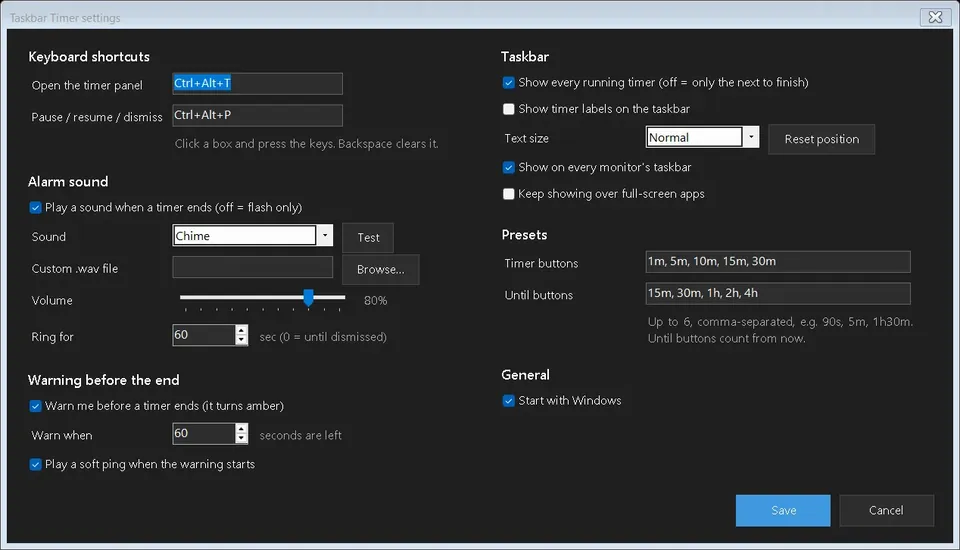 Taskbar Timer settings
Keyboard shortcuts
Open the timer panel Ctrl+Alt+T
Pause / resume / dismiss Ctrl+Alt+P
Click a box and press the keys. Backspace clears it.
Alarm sound
Play a sound when a timer ends (off = flash only)
Sound Chime Test
Custom .wav file Browse...
Volume 80%
Ring for 60 sec (0 = until dismissed)
Warning before the end
Warn me before a timer ends (it turns amber)
Warn when 60 seconds are left
Play a soft ping when the warning starts
Taskbar
Show every running timer (off = only the next to finish)
Show timer labels on the taskbar
Text size Normal Reset position
Show on every monitor's taskbar
Keep showing over full-screen apps
Presets
Timer buttons 1m, 5m, 10m, 15m, 30m
Until buttons 15m, 30m, 1h, 2h, 4h
Up to 6, comma-separated, e.g. 90s, 5m, 1h30m.
Until buttons count from now.
General
Start with Windows
Save Cancel